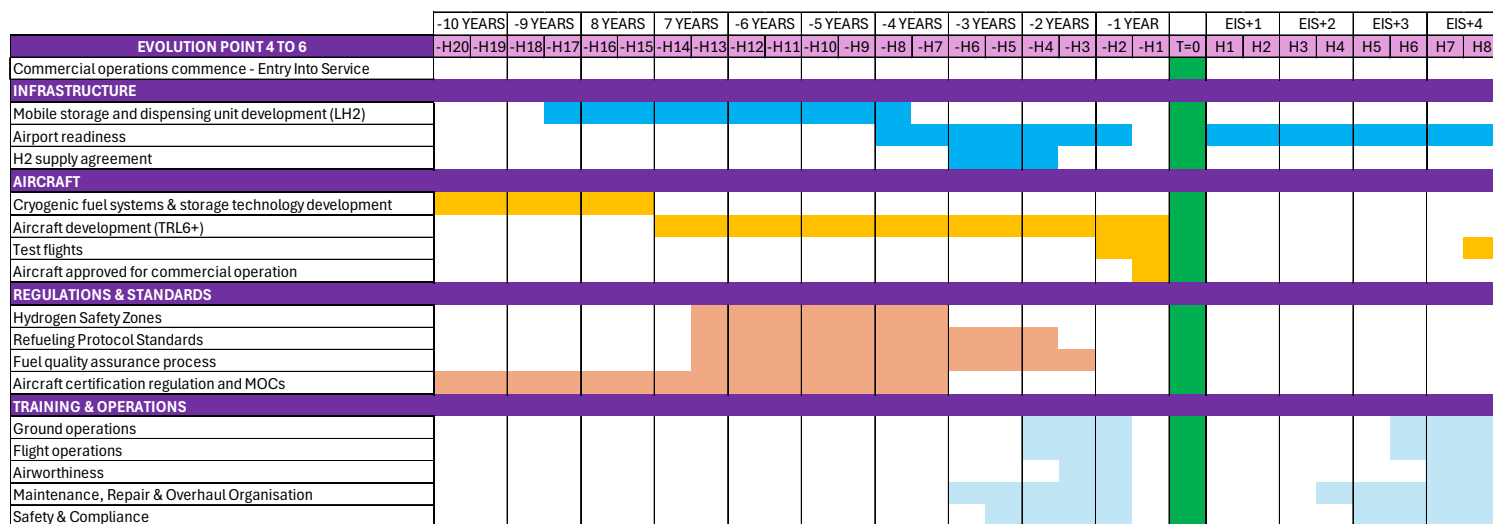 -10 YEARS -9 YEARS 8 YEARS 7 YEARS -6 YEARS -5 YEARS -4 YEARS -3 YEARS -2 YEARS -1 YEAR EIS+1 EIS+2 EIS+3 EIS+4
EVOLUTION POINT 4 TO 6 -H20 -H19 -H18 -H17 -H16 -H15 -H14 -H13 -H12 -H11 -H10 -H9 -H8 -H7 -H6 -H5 -H4 -H3 -H2 -H1 T=0 H1 H2 H3 H4 H5 H6 H7 H8
Commercial operations commence - Entry Into Service
INFRASTRUCTURE
Mobile storage and dispensing unit development (LH2)
Airport readiness
H2 supply agreement
AIRCRAFT
Cryogenic fuel systems & storage technology development
Aircraft development (TRL6+)
Test flights
Aircraft approved for commercial operation
REGULATIONS & STANDARDS
Hydrogen Safety Zones
Refueling Protocol Standards
Fuel quality assurance process
Aircraft certification regulation and MOCs
TRAINING & OPERATIONS
Ground operations
Flight operations
Airworthiness
Maintenance, Repair & Overhaul Organisation
Safety & Compliance